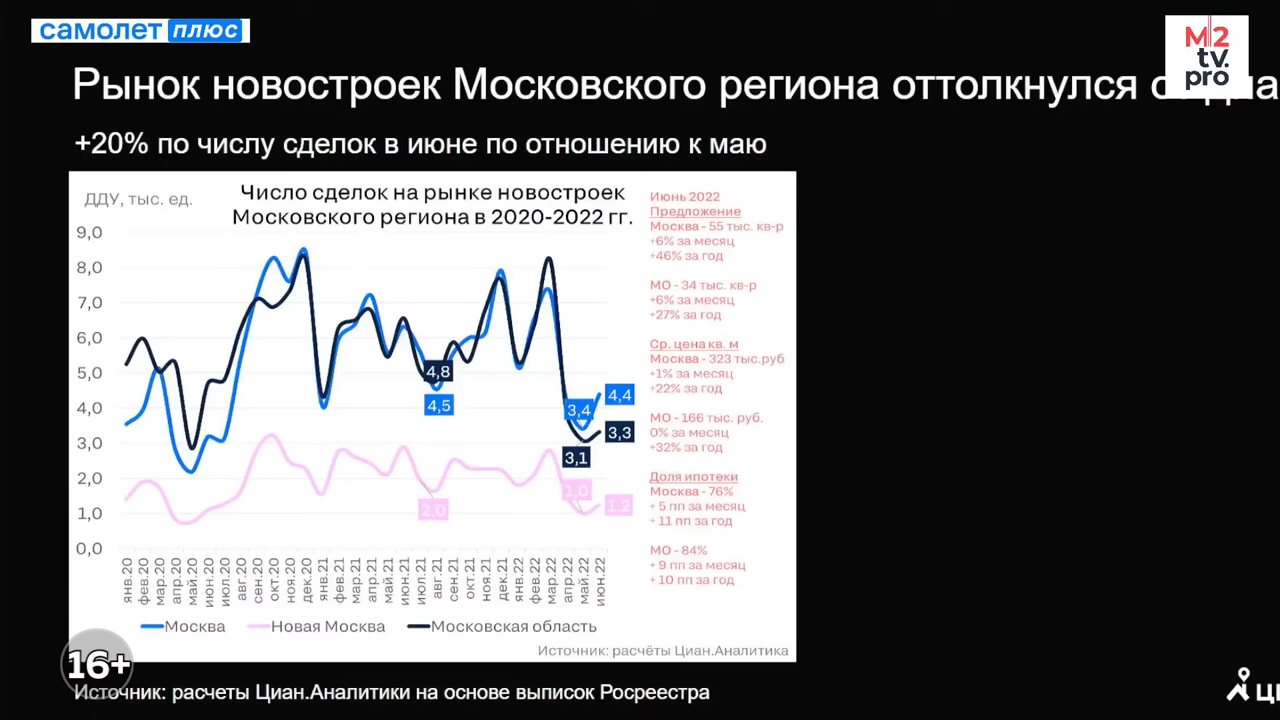 самолет плюс
M2
tv.
pro
Рынок новостроек Московского региона оттолкнулся
+20% по числу сделок в июне по отношению к маю
ДДУ, тыс. ед.
Число сделок на рынке новостроек
Московского региона в 2020-2022 гг.
9,0
8,0
7,0
6,0
5,0
4,0
3,0
2,0
1,0
0,0
4,8
4,5
2,0
3,4
3,1
1,0
4,4
3,3
1,2
янв.20 фев.20 мар.20 апр.20 май.20 июн.20 июл.20 авг.20 сен.20 окт.20 ноя.20 дек.20 янв.21 фев.21 мар.21 апр.21 май.21 июн.21 июл.21 авг.21 сен.21 окт.21 ноя.21 дек.21 янв.22 фев.22 мар.22 апр.22 май.22 июн.22
Москва Новая Москва Московская область
Июнь 2022
Предложение
Москва - 55 тыс. кв-р
+6% за месяц
+46% за год
МО - 34 тыс. кв-р
+6% за месяц
+27% за год
Ср. цена кв. м
Москва - 323 тыс.руб
+1% за месяц
+22% за год
МО - 166 тыс. руб.
0% за месяц
+32% за год
Доля ипотеки
Москва - 76%
+ 5 пп за месяц
+ 11 пп за год
МО - 84%
+ 9 пп за месяц
+ 10 пп за год
Источник: расчёты Циан.Аналитика
16+
Источник: расчеты Циан.Аналитики на основе выписок Росреестра